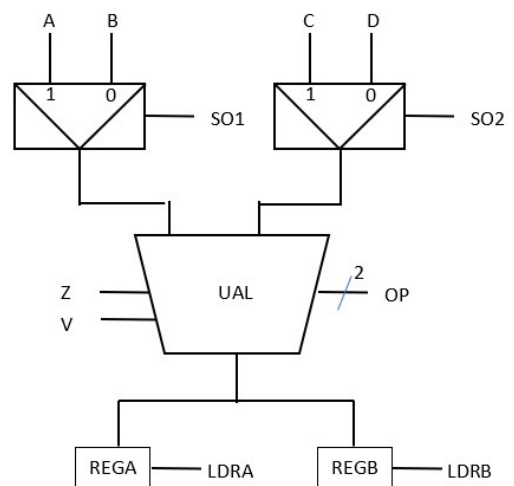 A B C D
1 0 1 0
SO1 SO2
2
Z UAL OP
V
REGA LDRA REGB LDRB